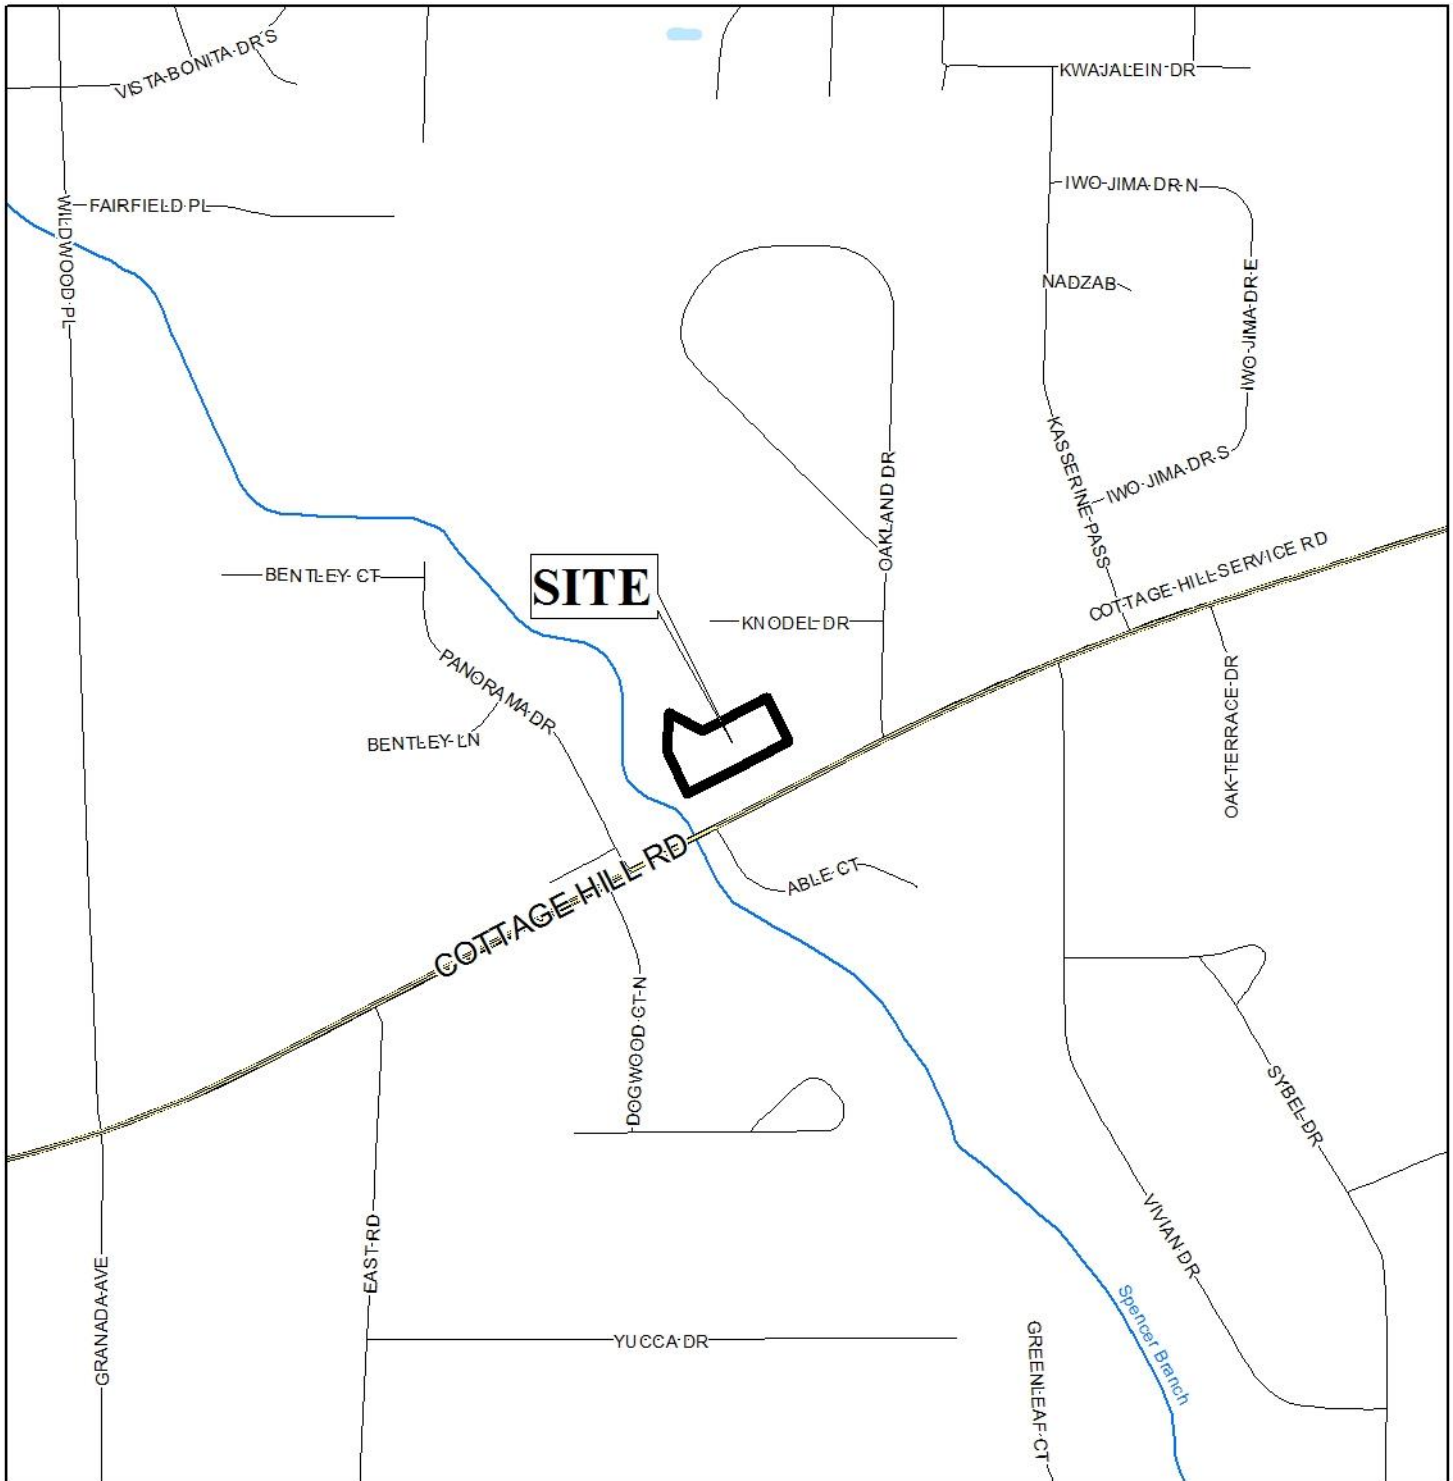 VISTA BONITA DR S
KWAJALEIN DR
IWO JIMA DR N
FAIRFIELD PL
WILDWOOD PL
NADZAB
IWO JIMA DR E
OAKLAND DR
KASSERINE PASS
IWO JIMA DR S
COTTAGE HILL SERVICE RD
BENTLEY CT
SITE
KNODEL DR
PANORAMA DR
BENTLEY LN
OAK TERRACE DR
COTTAGE HILL RD
ABLE CT
DOGWOOD CT N
SYBEL DR
VIVIAN DR
EAST RD
GRANADA AVE
Spencer Branch
YUCCA DR
GREENLEAF CT